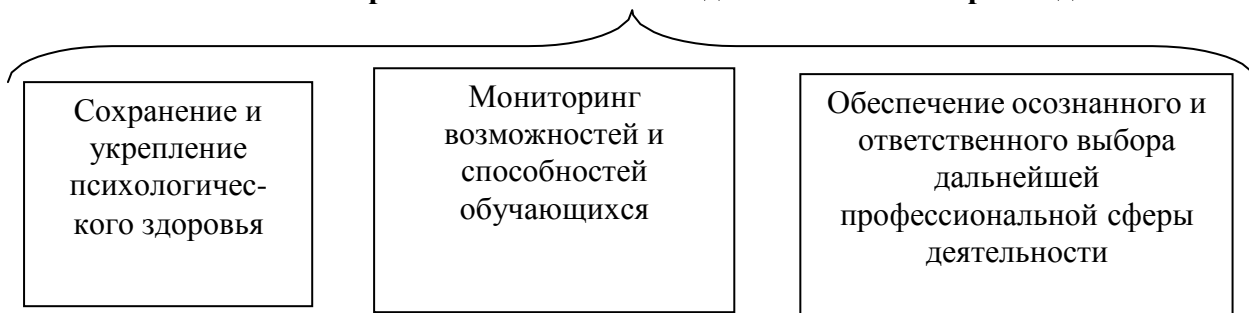 Сохранение и
укрепление
психологичес-
кого здоровья
Мониторинг
возможностей и
способностей
обучающихся
Обеспечение осознанного и
ответственного выбора
дальнейшей
профессиональной сферы
деятельности